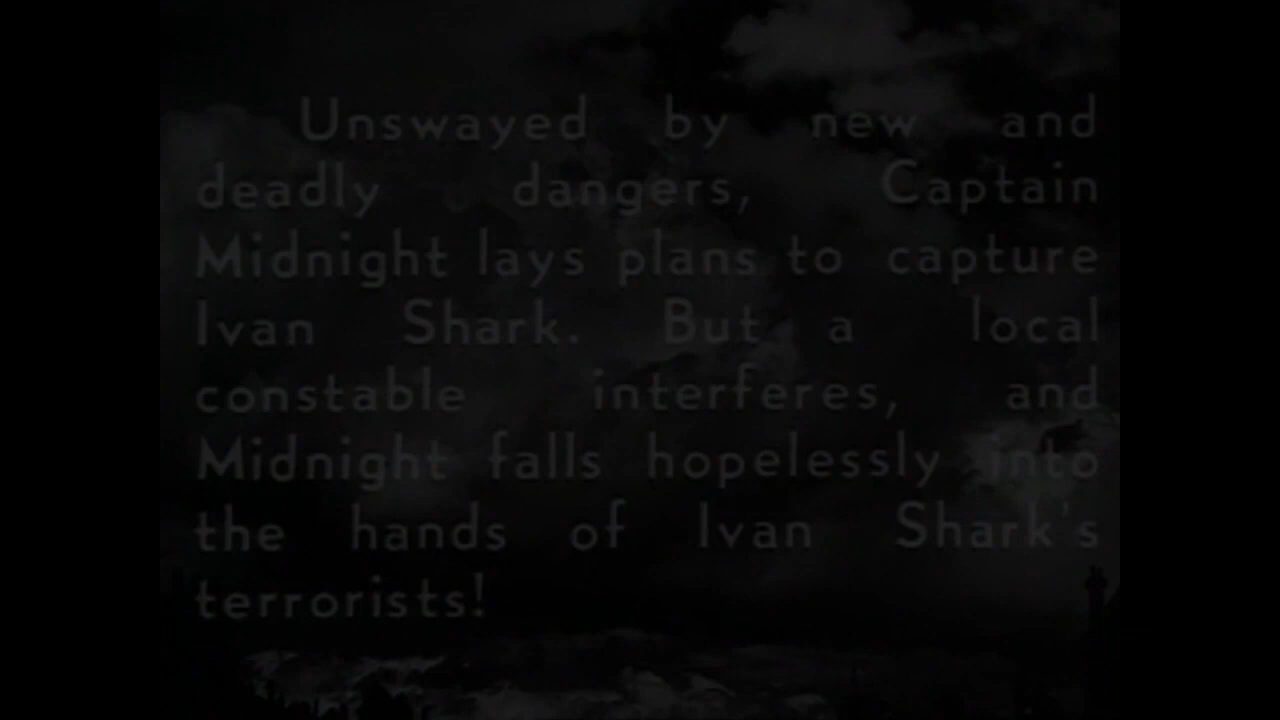 Unswayed by new and
deadly dangers, Captain
Midnight lays plans to capture
Ivan Shark. But a local
constable interferes, and
Midnight falls hopelessly into
the hands of Ivan Shark's
terrorists!